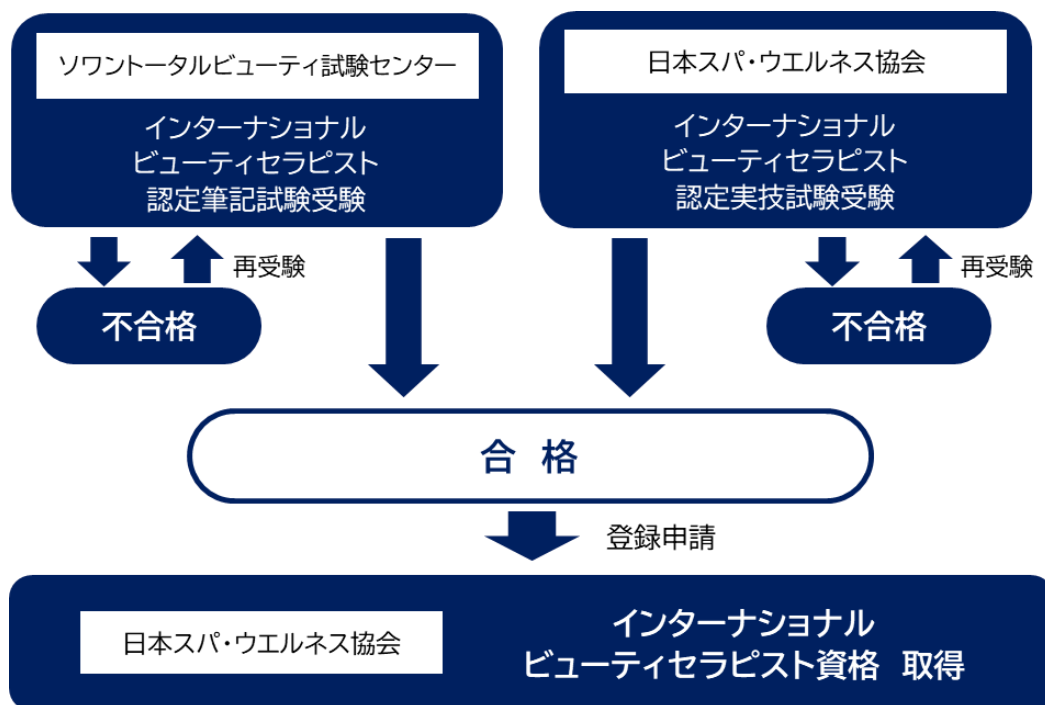 ソワントータルビューティ試験センター
インターナショナル
ビューティセラピスト
認定筆記試験受験
日本スパ・ウエルネス協会
インターナショナル
ビューティセラピスト
認定実技試験受験
再受験
不合格
再受験
不合格
合 格
登録申請
日本スパ・ウエルネス協会
インターナショナル
ビューティセラピスト資格 取得